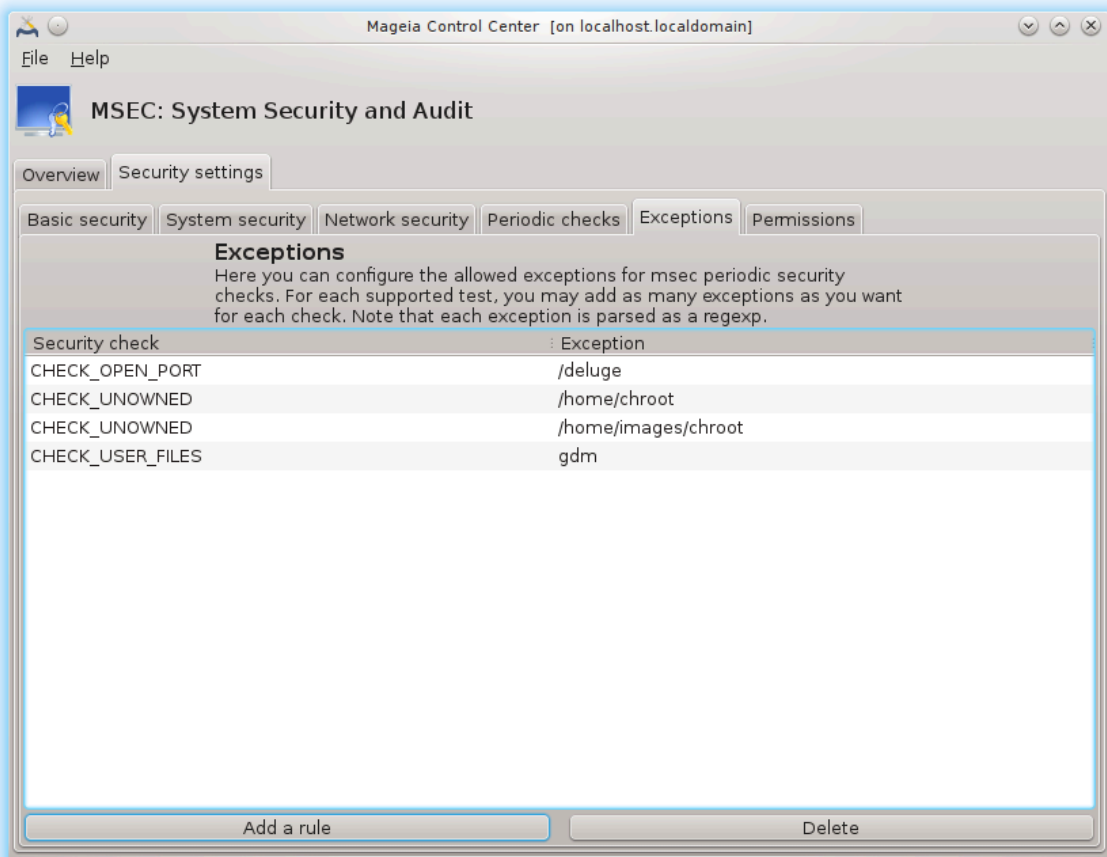 Mageia Control Center [on localhost.localdomain]
File Help
MSEC: System Security and Audit
Overview Security settings
Basic security System security Network security Periodic checks Exceptions Permissions
Exceptions
Here you can configure the allowed exceptions for msec periodic security
checks. For each supported test, you may add as many exceptions as you want
for each check. Note that each exception is parsed as a regexp.
Security check Exception
CHECK_OPEN_PORT /deluge
CHECK_UNOWNED /home/chroot
CHECK_UNOWNED /home/images/chroot
CHECK_USER_FILES gdm
Add a rule Delete